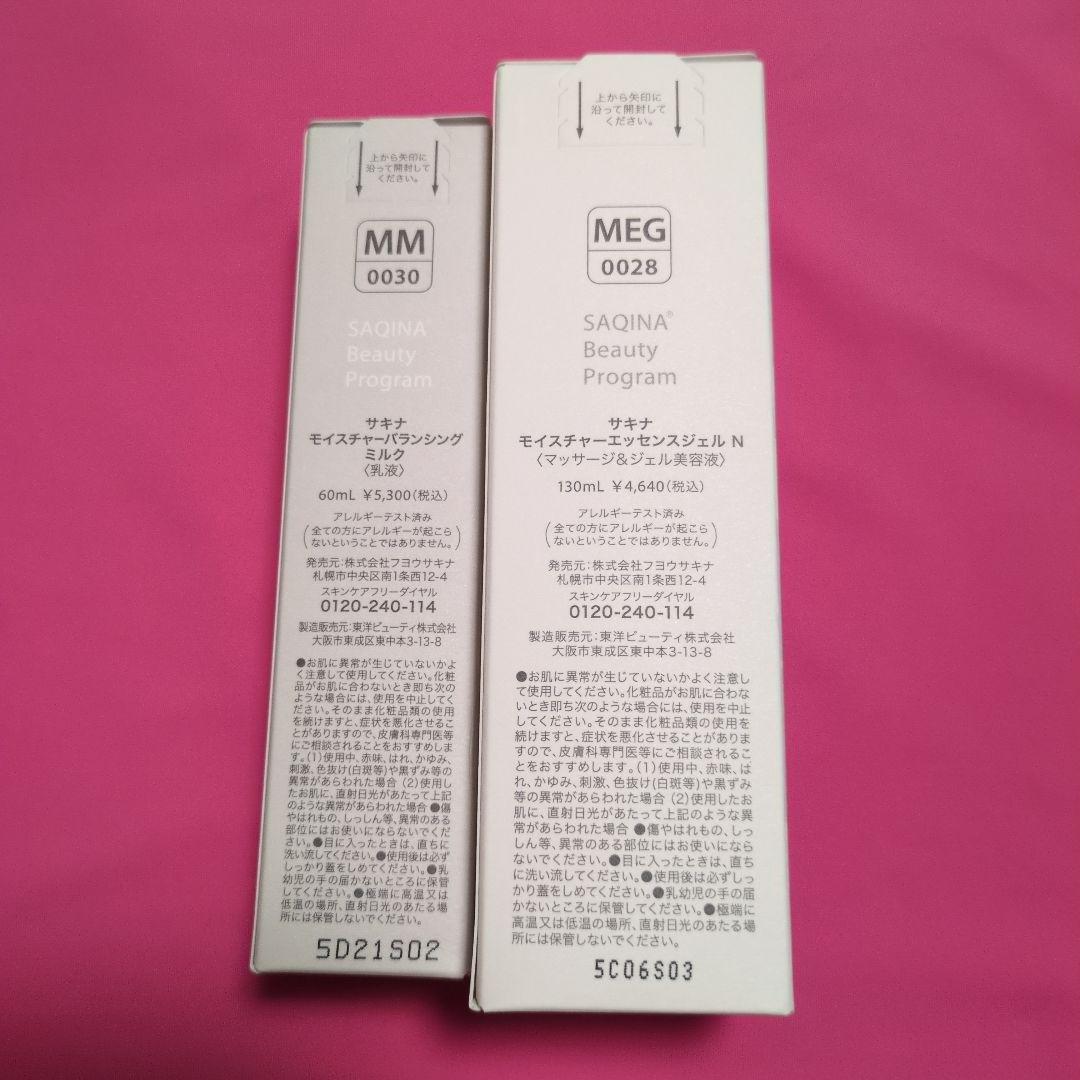 上から矢印に
沿って開封して
ください。
MM
0030
SAQINA®
Beauty
Program
サキナ
モイスチャーバランシング
ミルク
〈乳液〉
60mL ¥5,300(税込)
アレルギーテスト済み
(全ての方にアレルギーが起こら
ないということではありません。)
発売元:株式会社フヨウサキナ
札幌市中央区南1条西12-4
スキンケアフリーダイヤル
0120-240-114
製造販売元:東洋ビューティ株式会社
大阪市東成区東中本3-13-8
●お肌に異常が生じていないかよ
く注意して使用してください。化粧
品がお肌に合わないとき即ち次の
ような場合には、使用を中止してく
ださい。そのまま化粧品類の使用
を続けますと、症状を悪化させるこ
とがありますので、皮膚科専門医等
にご相談されることをおすすめしま
す。(1)使用中、赤味、はれ、かゆみ、
刺激、色抜け(白斑等)や黒ずみ等の
異常があらわれた場合 (2)使用し
たお肌に、直射日光があたって上記
のような異常があらわれた場合 ●傷
やはれもの、しっしん等、異常のある
部位にはお使いにならないでくだ
さい。●目に入ったときは、直ちに
洗い流してください。●使用後は必ず
しっかり蓋をしめてください。●乳
幼児の手の届かないところに保管
してください。●極端に高温又は
低温の場所、直射日光のあたる場
所には保管しないでください。
5D21S02
上から矢印に
沿って開封して
ください。
MEG
0028
SAQINA®
Beauty
Program
サキナ
モイスチャーエッセンスジェル N
〈マッサージ&ジェル美容液〉
130mL ¥4,640(税込)
アレルギーテスト済み
(全ての方にアレルギーが起こら
ないということではありません。)
発売元:株式会社フヨウサキナ
札幌市中央区南1条西12-4
スキンケアフリーダイヤル
0120-240-114
製造販売元:東洋ビューティ株式会社
大阪市東成区東中本3-13-8
●お肌に異常が生じていないかよく注意し
て使用してください。化粧品がお肌に合わな
いとき即ち次のような場合には、使用を中止
してください。そのまま化粧品類の使用を
続けますと、症状を悪化させることがありま
すので、皮膚科専門医等にご相談されるこ
とをおすすめします。(1)使用中、赤味、は
れ、かゆみ、刺激、色抜け(白斑等)や黒ずみ
等の異常があらわれた場合 (2)使用したお
肌に、直射日光があたって上記のような異
常があらわれた場合 ●傷やはれもの、しっ
しん等、異常のある部位にはお使いになら
ないでください。●目に入ったときは、直ち
に洗い流してください。●使用後は必ずしっ
かり蓋をしめてください。●乳幼児の手の届
かないところに保管してください。●極端に
高温又は低温の場所、直射日光のあたる場
所には保管しないでください。
5C06S03